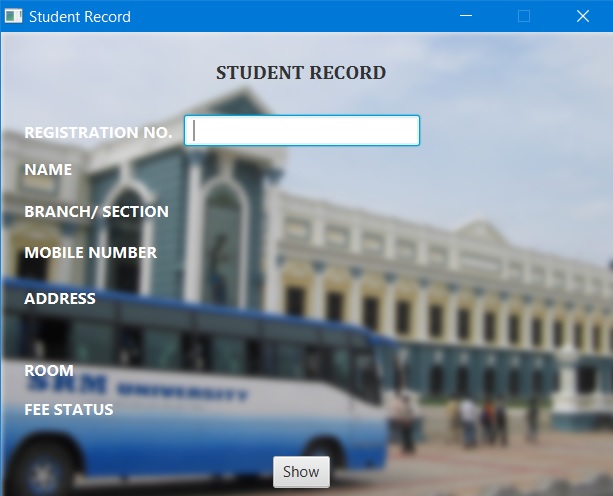 Student Record
STUDENT RECORD
REGISTRATION NO.
NAME
BRANCH/ SECTION
MOBILE NUMBER
ADDRESS
ROOM
SRM UNIVERSITY
FEE STATUS
Show